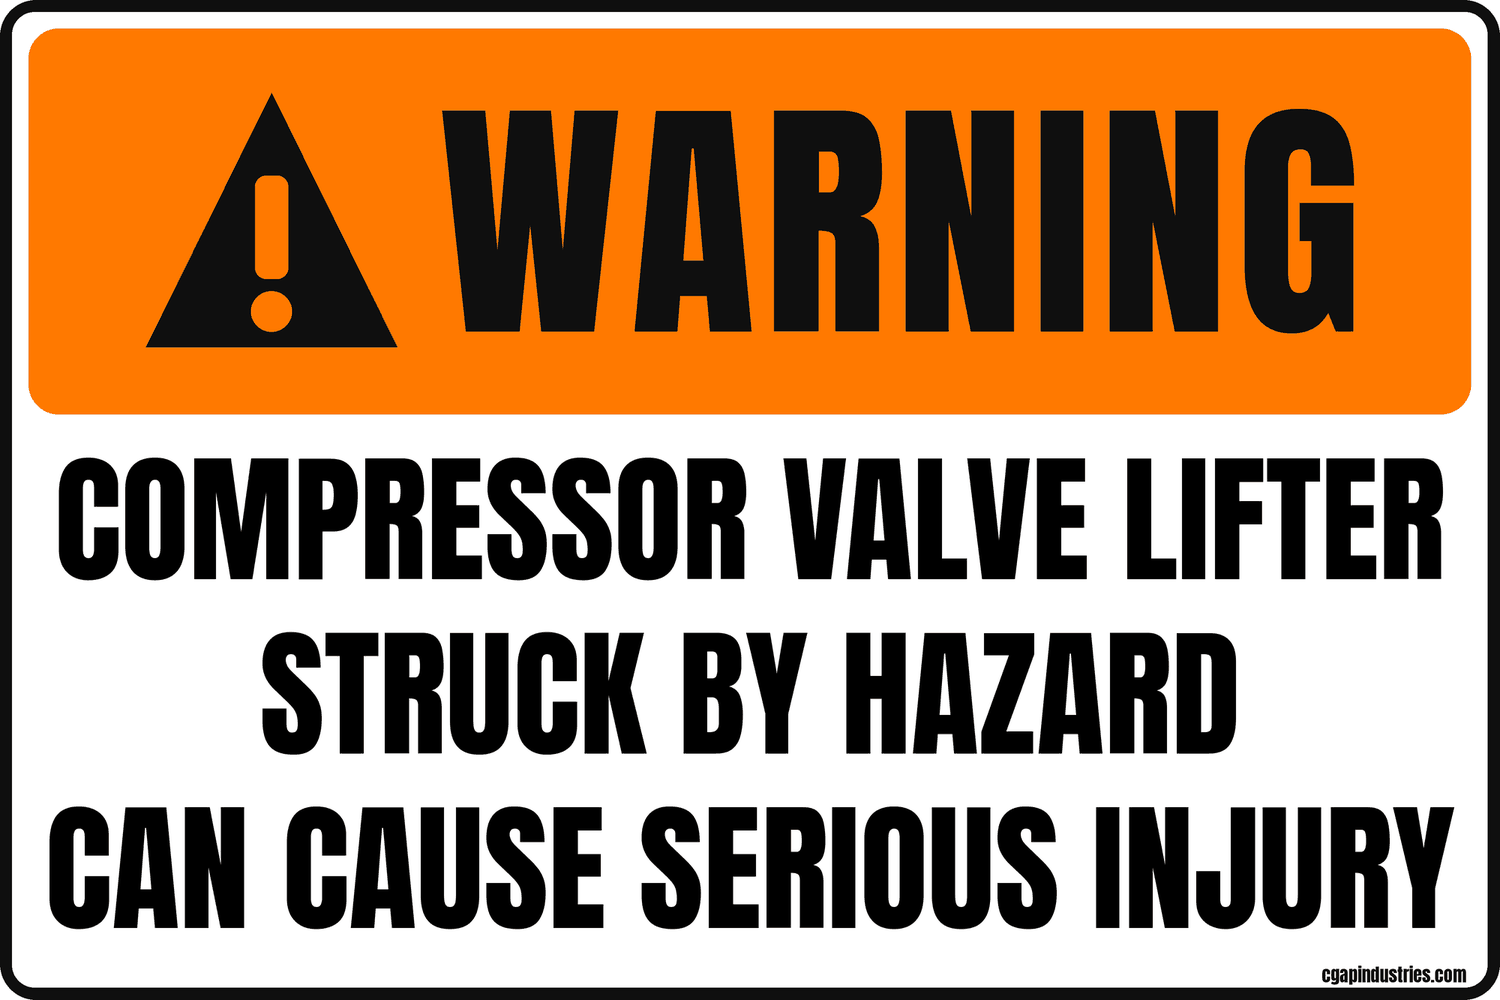 WARNING
COMPRESSOR VALVE LIFTER
STRUCK BY HAZARD
CAN CAUSE SERIOUS INJURY
cgapindustries.com